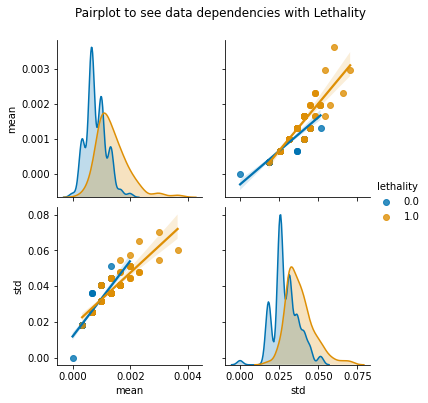 Pairplot to see data dependencies with Lethality
0.003
0.002
0.001
0.000
mean
lethality
0.0
1.0
0.08
0.06
0.04
0.02
0.00
std
0.000 0.002 0.004
mean
0.000 0.025 0.050 0.075
std